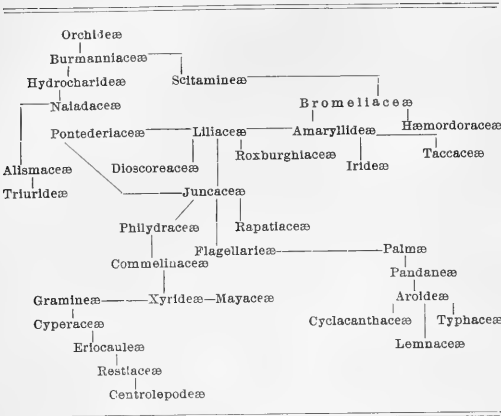 Orchideæ
Burmanniaceæ
Hydrocharideæ Scitamineæ
Naiadaceæ Bromeliaceæ
Pontederiaceæ Liliaceæ Amaryllideæ Hæmordoraceæ
Roxburghiaceæ Taccaceæ
Alismaceæ Dioscoreaceæ Irideæ
Triurideæ Juncaceæ
Philydraceæ Rapatiaceæ
Flagellarieæ Palmæ
Commelinaceæ Pandaneæ
Gramineæ Xyrideæ—Mayaceæ Aroideæ
Cyperaceæ Cyclacanthaceæ Typhaceæ
Eriocauleæ Lemnaceæ
Restiaceæ
Centrolepodeæ